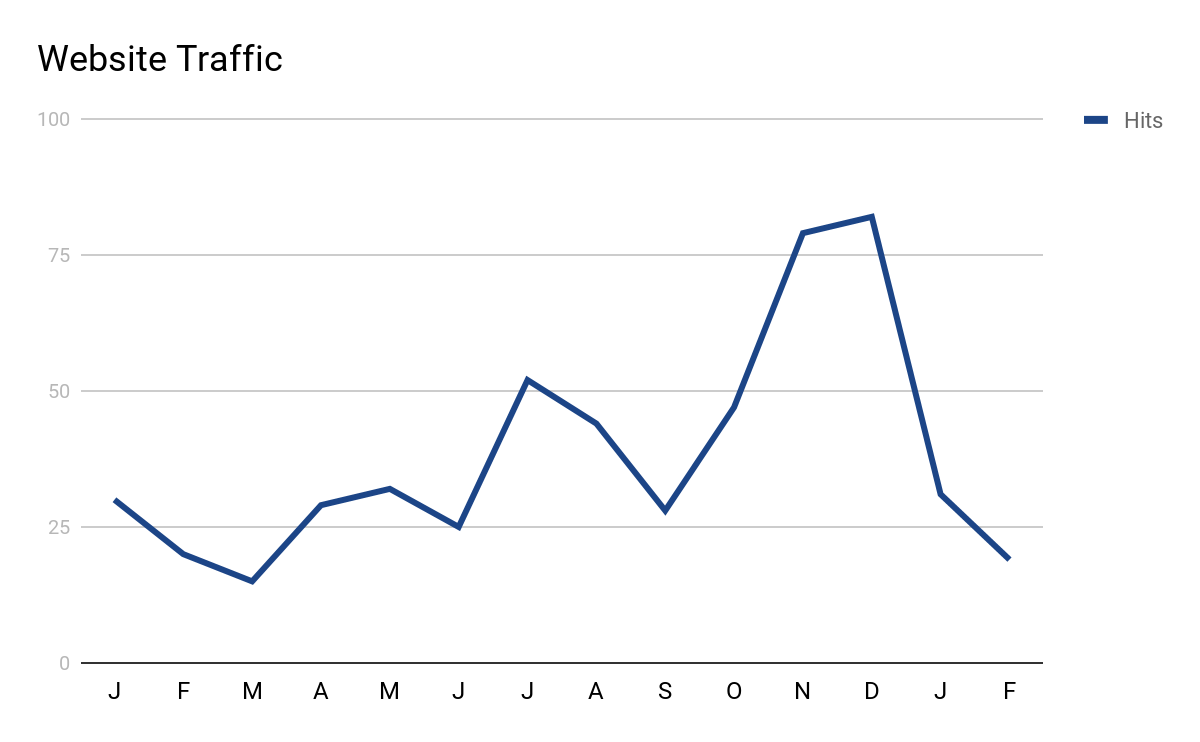 Website Traffic
100
Hits
75
50
25
0
J F M A M J J A S O N D J F